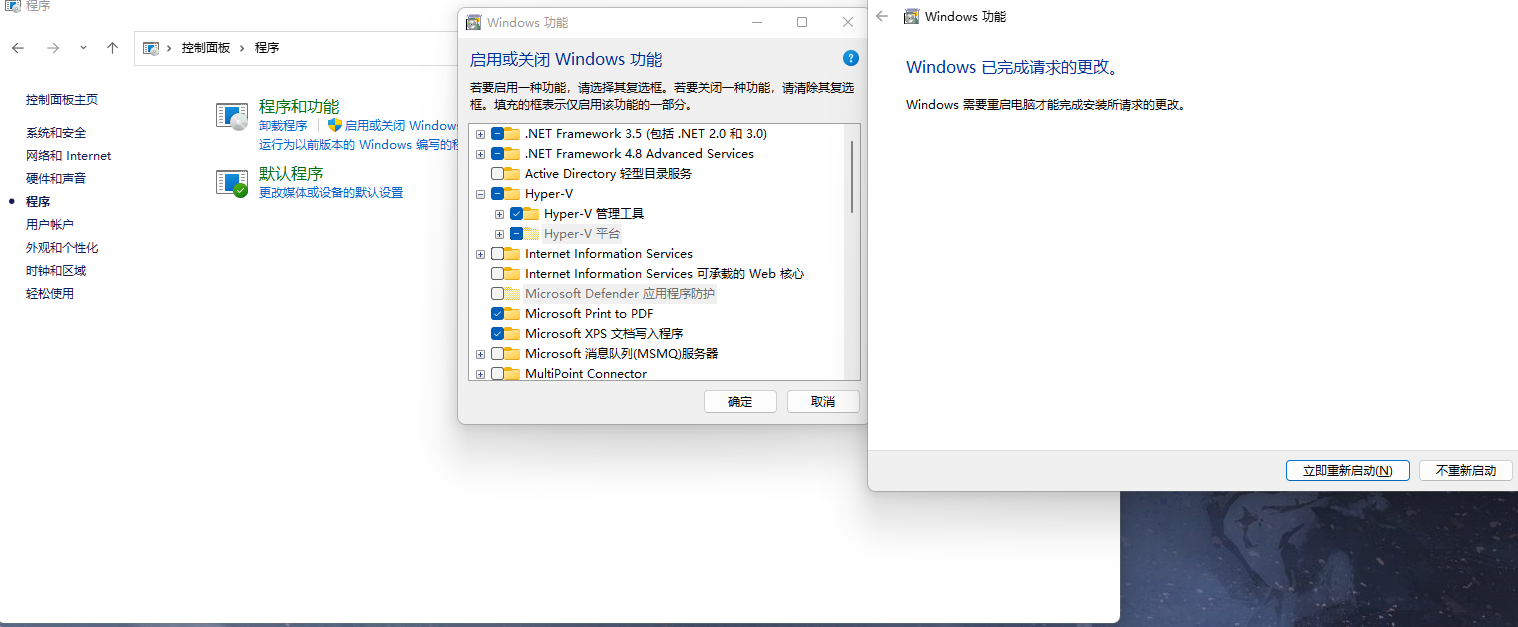 程序
控制面板 › 程序
控制面板主页
系统和安全
网络和 Internet
硬件和声音
程序
用户帐户
外观和个性化
时钟和区域
轻松使用
程序和功能
卸载程序 启用或关闭 Windows
运行为以前版本的 Windows 编写的程
默认程序
更改媒体或设备的默认设置
Windows 功能
启用或关闭 Windows 功能
若要启用一种功能，请选择其复选框。若要关闭一种功能，请清除其复选
框。填充的框表示仅启用该功能的一部分。
.NET Framework 3.5 (包括 .NET 2.0 和 3.0)
.NET Framework 4.8 Advanced Services
Active Directory 轻型目录服务
Hyper-V
Hyper-V 管理工具
Hyper-V 平台
Internet Information Services
Internet Information Services 可承载的 Web 核心
Microsoft Defender 应用程序防护
Microsoft Print to PDF
Microsoft XPS 文档写入程序
Microsoft 消息队列(MSMQ)服务器
MultiPoint Connector
确定 取消
Windows 功能
Windows 已完成请求的更改。
Windows 需要重启电脑才能完成安装所请求的更改。
立即重新启动(N) 不重新启动